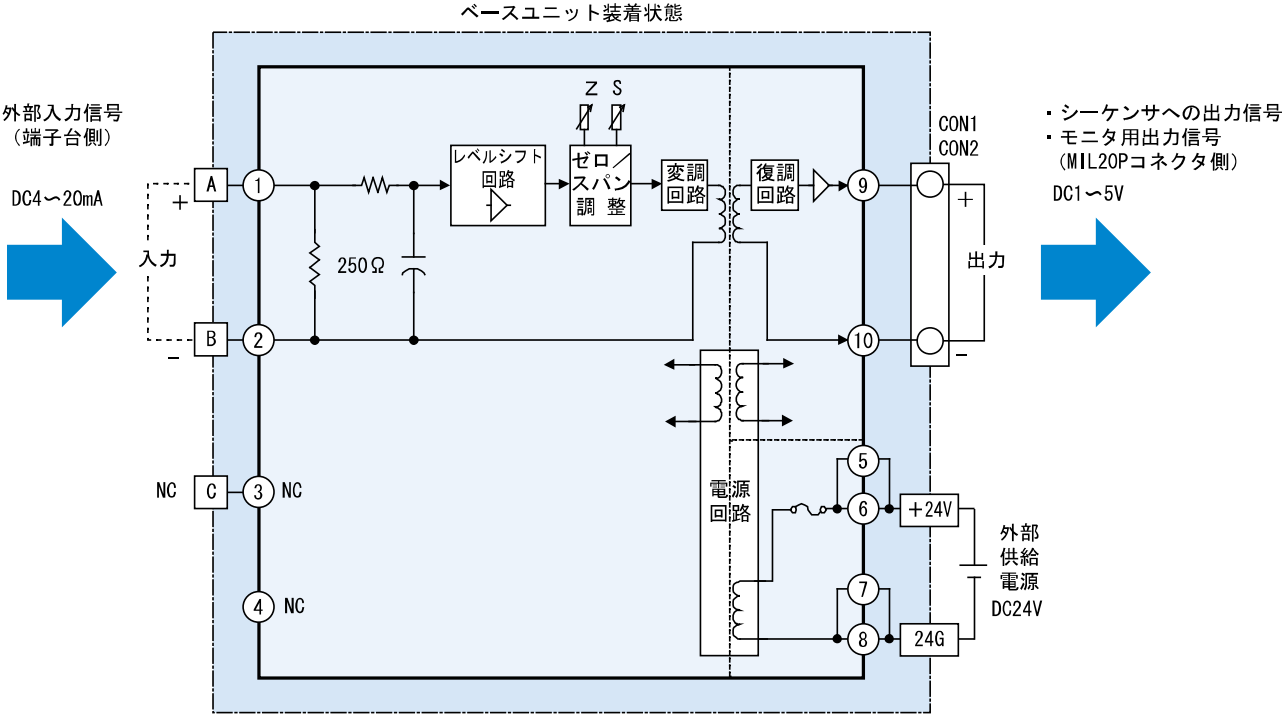 ベースユニット装着状態
外部入力信号
(端子台側)
DC4〜20mA
A
+
入力
B
-
NC
C
1
2
3
NC
4
NC
250Ω
レベルシフト
回路
Z
S
ゼロ/
スパン
調整
変調
回路
復調
回路
電源
回路
9
10
5
6
7
8
CON1
CON2
+
出力
-
・シーケンサへの出力信号
・モニタ用出力信号
(MIL20Pコネクタ側)
DC1〜5V
+24V
24G
外部
供給
電源
DC24V